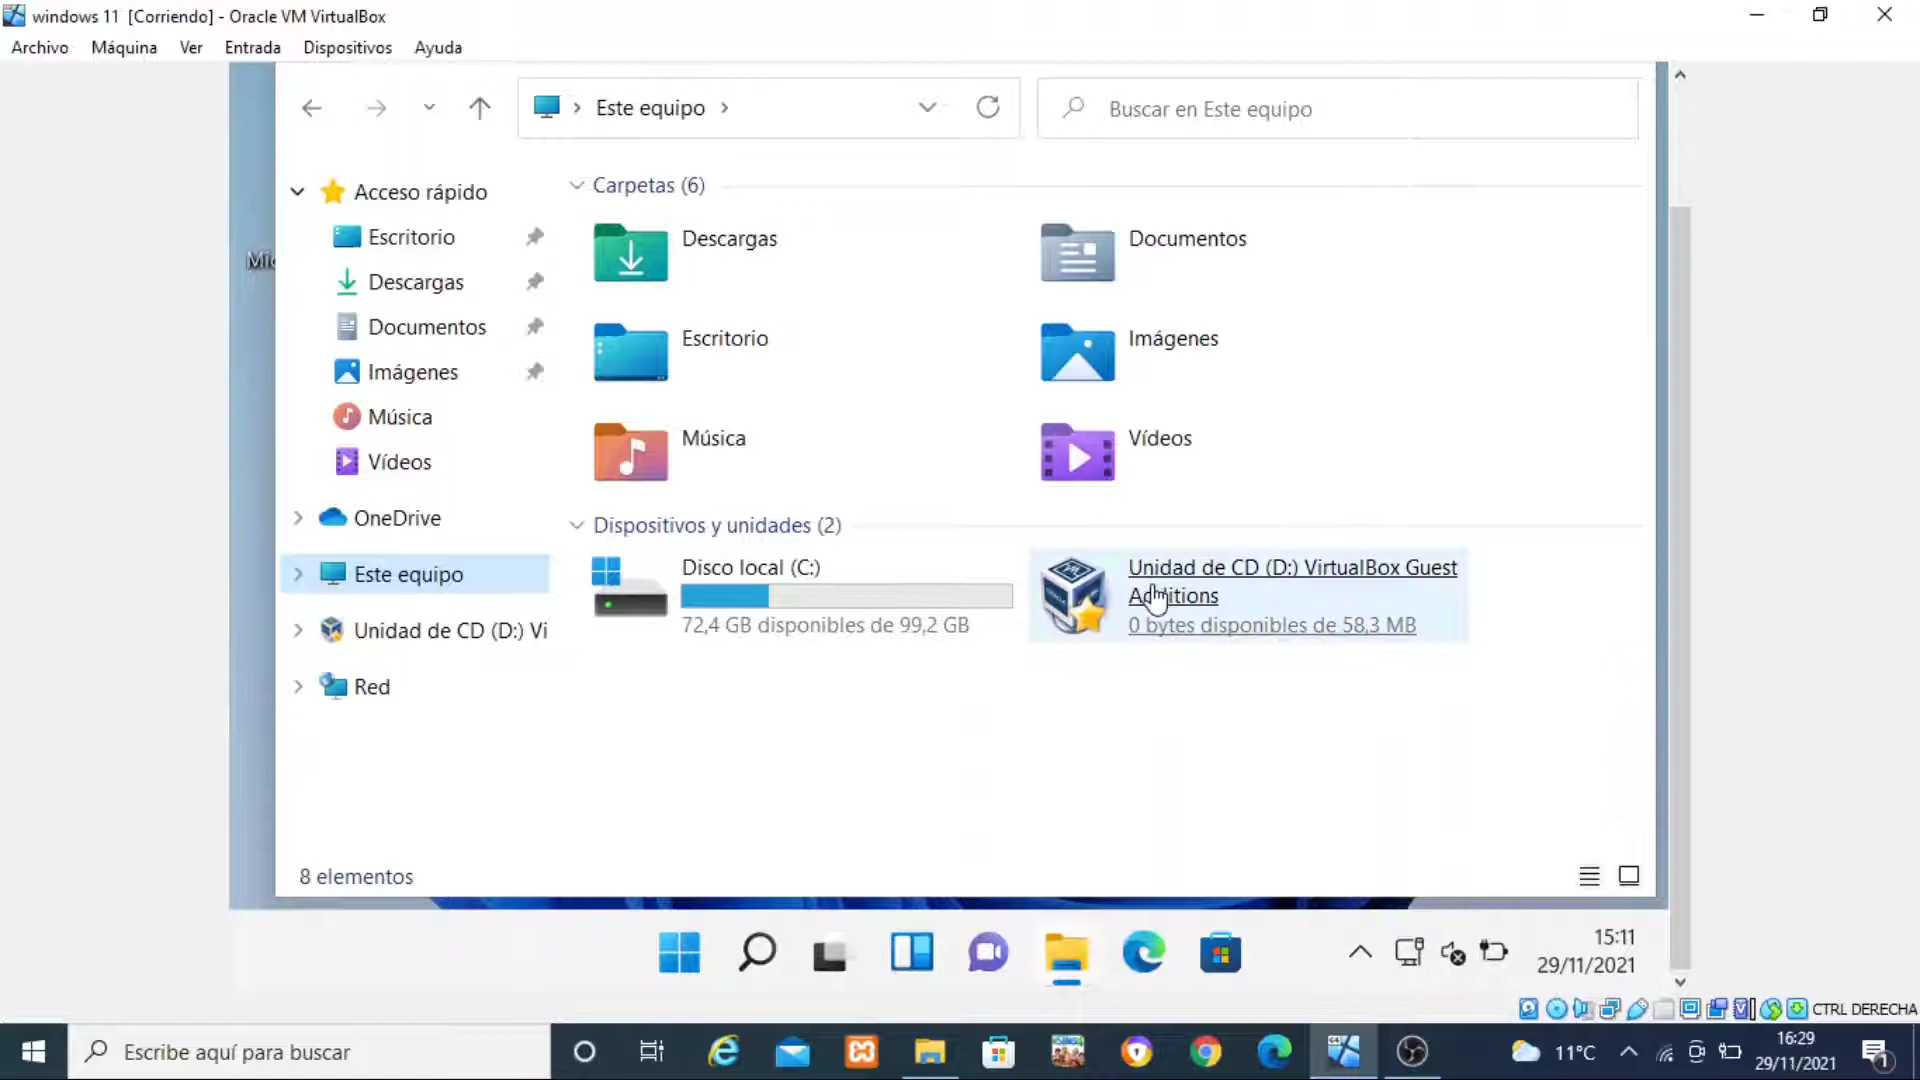 windows 11 [Corriendo] - Oracle VM VirtualBox
Archivo Máquina Ver Entrada Dispositivos Ayuda
Este equipo
Buscar en Este equipo
Acceso rápido
Escritorio
Descargas
Documentos
Imágenes
Música
Vídeos
OneDrive
Este equipo
Unidad de CD (D:) Vi
Red
Carpetas (6)
Descargas
Documentos
Escritorio
Imágenes
Música
Vídeos
Dispositivos y unidades (2)
Disco local (C:)
72,4 GB disponibles de 99,2 GB
Unidad de CD (D:) VirtualBox Guest
Additions
0 bytes disponibles de 58,3 MB
8 elementos
15:11
29/11/2021
CTRL DERECHA
Escribe aquí para buscar
11°C
16:29
29/11/2021
1